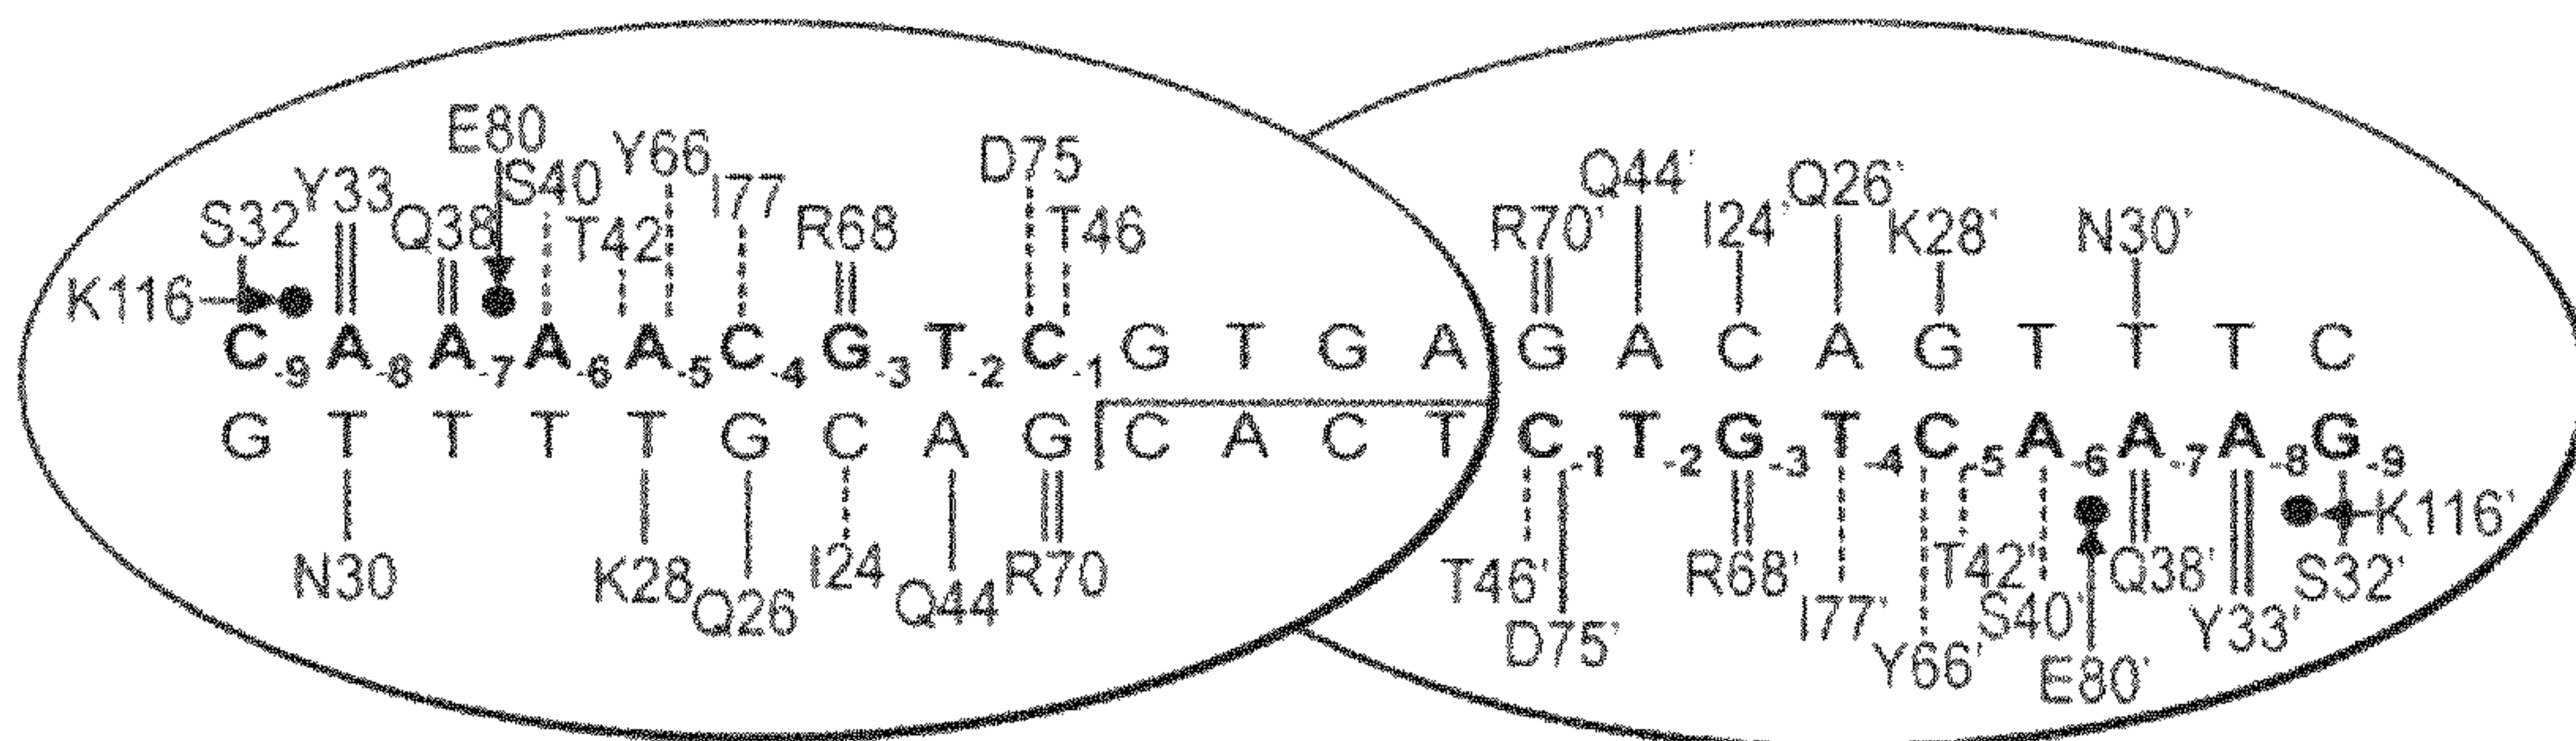 E80
Y66 D75
Y33 S40 I77 Q44' Q26'
S32 Q38 T42 R68 T46 R70' I24' K28' N30'
K116
C-9 A-8 A-7 A-6 A-5 C-4 G-3 T-2 C-1 G T G A G A C A G T T T C
G T T T T G C A G C A C T C-1 T-2 G-3 T-4 C-5 A-6 A-7 A-8 G-9
K116'
N30 K28 Q26 I24 Q44 R70 T46' R68' T42' Q38' S32'
D75' I77' S40' Y33'
Y66' E80'